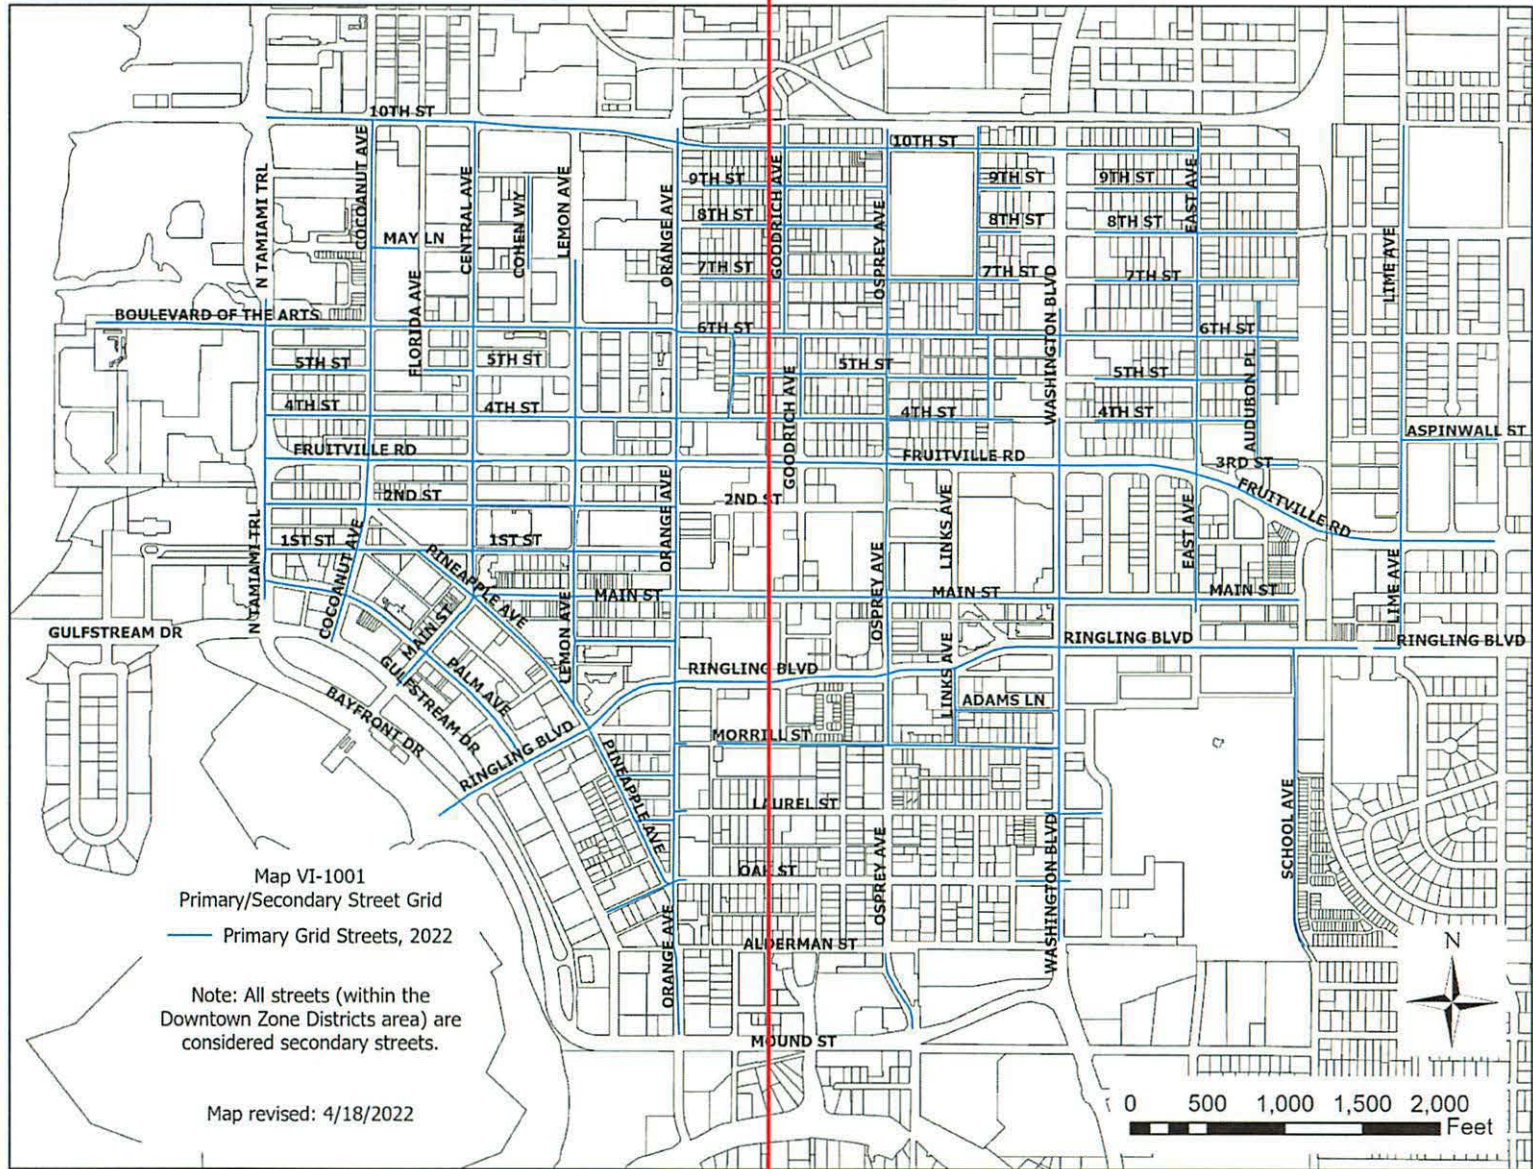 10TH ST
10TH ST
N TAMIAMI TRL
COCOANUT AVE
CENTRAL AVE
COHEN WY
LEMON AVE
ORANGE AVE
GOODRICH AVE
OSPREY AVE
EAST AVE
LIME AVE
9TH ST
9TH ST
9TH ST
8TH ST
8TH ST
8TH ST
MAY LN
7TH ST
7TH ST
7TH ST
FLORIDA AVE
WASHINGTON BLVD
BOULEVARD OF THE ARTS
6TH ST
6TH ST
5TH ST
5TH ST
5TH ST
5TH ST
AUDUBON PL
4TH ST
4TH ST
4TH ST
4TH ST
GOODRICH AVE
ASPINWALL ST
FRUITVILLE RD
FRUITVILLE RD
3RD ST
FRUITVILLE RD
2ND ST
2ND ST
ORANGE AVE
LINKS AVE
EAST AVE
N TAMIAMI TRL
COCOANUT AVE
1ST ST
1ST ST
PINEAPPLE AVE
MAIN ST
MAIN ST
MAIN ST
OSPREY AVE
LIME AVE
GULFSTREAM DR
MAIN ST
LEMON AVE
RINGLING BLVD
RINGLING BLVD
RINGLING BLVD
LINKS AVE
PALM AVE
GULFSTREAM DR
BAYFRONT DR
ADAMS LN
RINGLING BLVD
MORRILL ST
PINEAPPLE AVE
LAUREL ST
SCHOOL AVE
OSPREY AVE
WASHINGTON BLVD
OAK ST
ORANGE AVE
ALDERMAN ST
MOUND ST
Map VI-1001
Primary/Secondary Street Grid
Primary Grid Streets, 2022
Note: All streets (within the
Downtown Zone Districts area) are
considered secondary streets.
Map revised: 4/18/2022
N
0 500 1,000 1,500 2,000
Feet